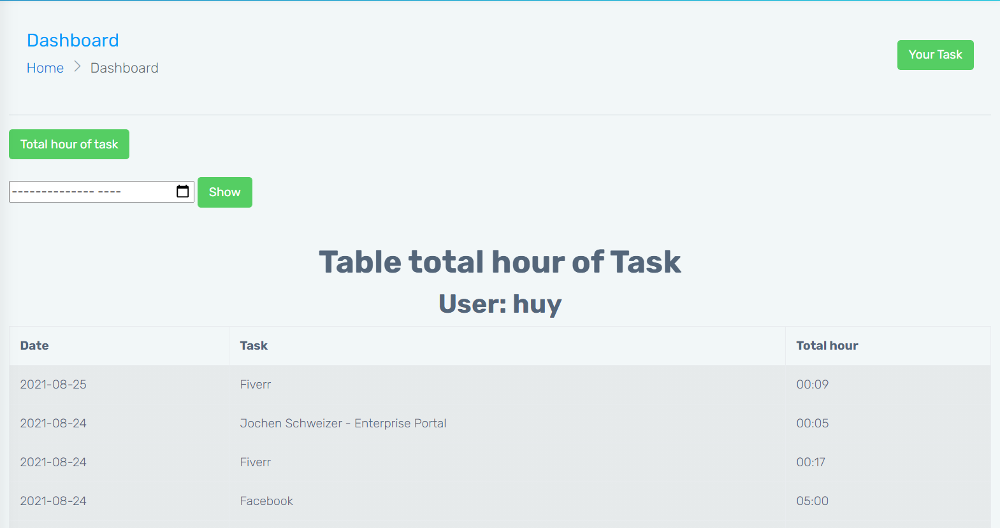 Dashboard
Home > Dashboard
Your Task
Total hour of task
-------------- ----
Show
Table total hour of Task
User: huy
Date Task Total hour
2021-08-25 Fiverr 00:09
2021-08-24 Jochen Schweizer - Enterprise Portal 00:05
2021-08-24 Fiverr 00:17
2021-08-24 Facebook 05:00